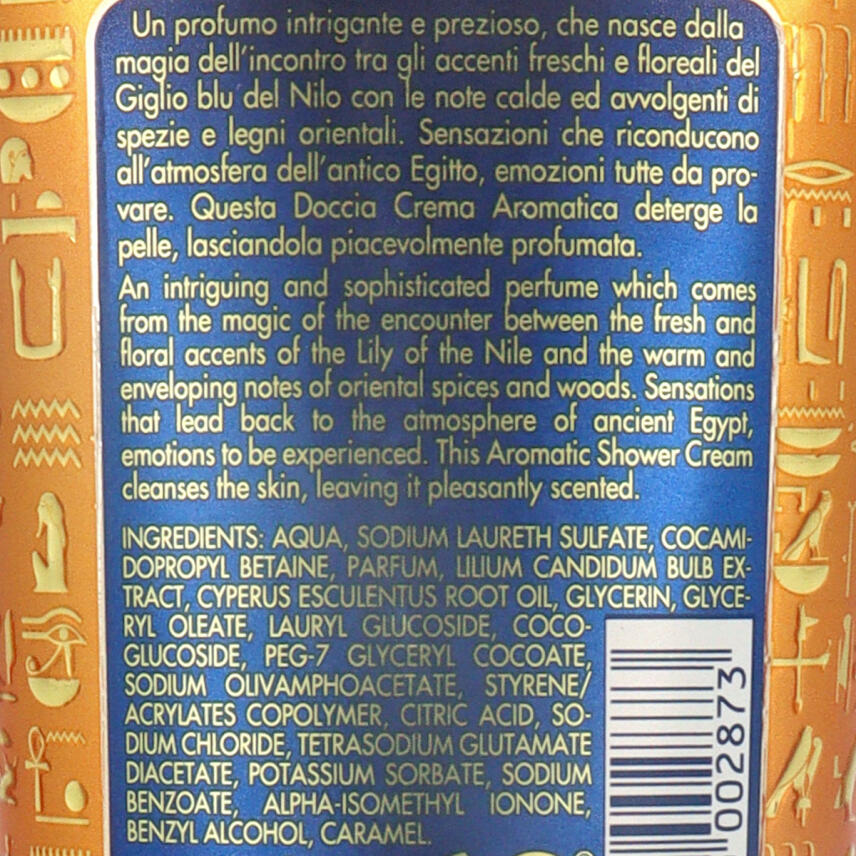 Un profumo intrigante e prezioso, che nasce dalla
magia dell'incontro tra gli accenti freschi e floreali del
Giglio blu del Nilo con le note calde ed avvolgenti di
spezie e legni orientali. Sensazioni che riconducono
all'atmosfera dell'antico Egitto, emozioni tutte da pro-
vare. Questa Doccia Crema Aromatica deterge la
pelle, lasciandola piacevolmente profumata.
An intriguing and sophisticated perfume which comes
from the magic of the encounter between the fresh and
floral accents of the Lily of the Nile and the warm and
enveloping notes of oriental spices and woods. Sensations
that lead back to the atmosphere of ancient Egypt,
emotions to be experienced. This Aromatic Shower Cream
cleanses the skin, leaving it pleasantly scented.
INGREDIENTS: AQUA, SODIUM LAURETH SULFATE, COCAMI-
DOPROPYL BETAINE, PARFUM, LILIUM CANDIDUM BULB EX-
TRACT, CYPERUS ESCULENTUS ROOT OIL, GLYCERIN, GLYCE-
RYL OLEATE, LAURYL GLUCOSIDE, COCO-
GLUCOSIDE, PEG-7 GLYCERYL COCOATE,
SODIUM OLIVAMPHOACETATE, STYRENE/
ACRYLATES COPOLYMER, CITRIC ACID, SO-
DIUM CHLORIDE, TETRASODIUM GLUTAMATE
DIACETATE, POTASSIUM SORBATE, SODIUM
BENZOATE, ALPHA-ISOMETHYL IONONE,
BENZYL ALCOHOL, CARAMEL.
002873